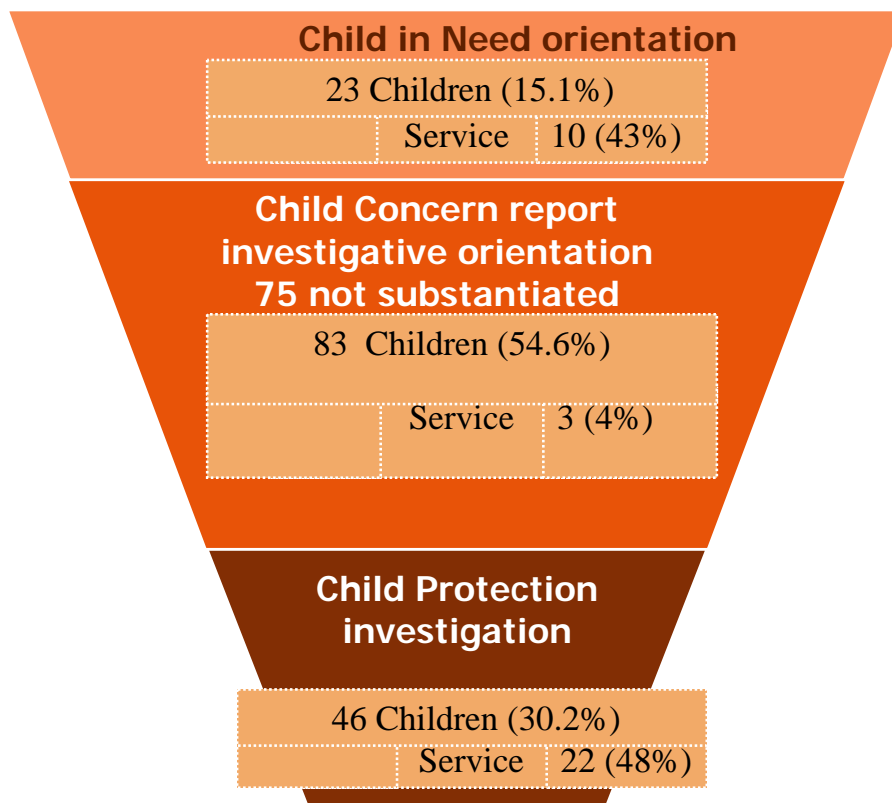 Child in Need orientation
23 Children (15.1%)
Service 10 (43%)
Child Concern report
investigative orientation
75 not substantiated
83 Children (54.6%)
Service 3 (4%)
Child Protection
investigation
46 Children (30.2%)
Service 22 (48%)